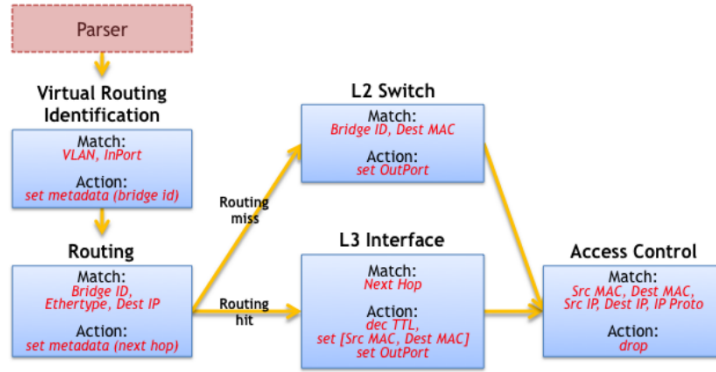 Parser
Virtual Routing
Identification
Match:
VLAN, InPort
Action:
set metadata (bridge id)
Routing
Match:
Bridge ID,
Ethertype, Dest IP
Action:
set metadata (next hop)
Routing
miss
Routing
hit
L2 Switch
Match:
Bridge ID, Dest MAC
Action:
set OutPort
L3 Interface
Match:
Next Hop
Action:
dec TTL,
set [Src MAC, Dest MAC]
set OutPort
Access Control
Match:
Src MAC, Dest MAC,
Src IP, Dest IP, IP Proto
Action:
drop